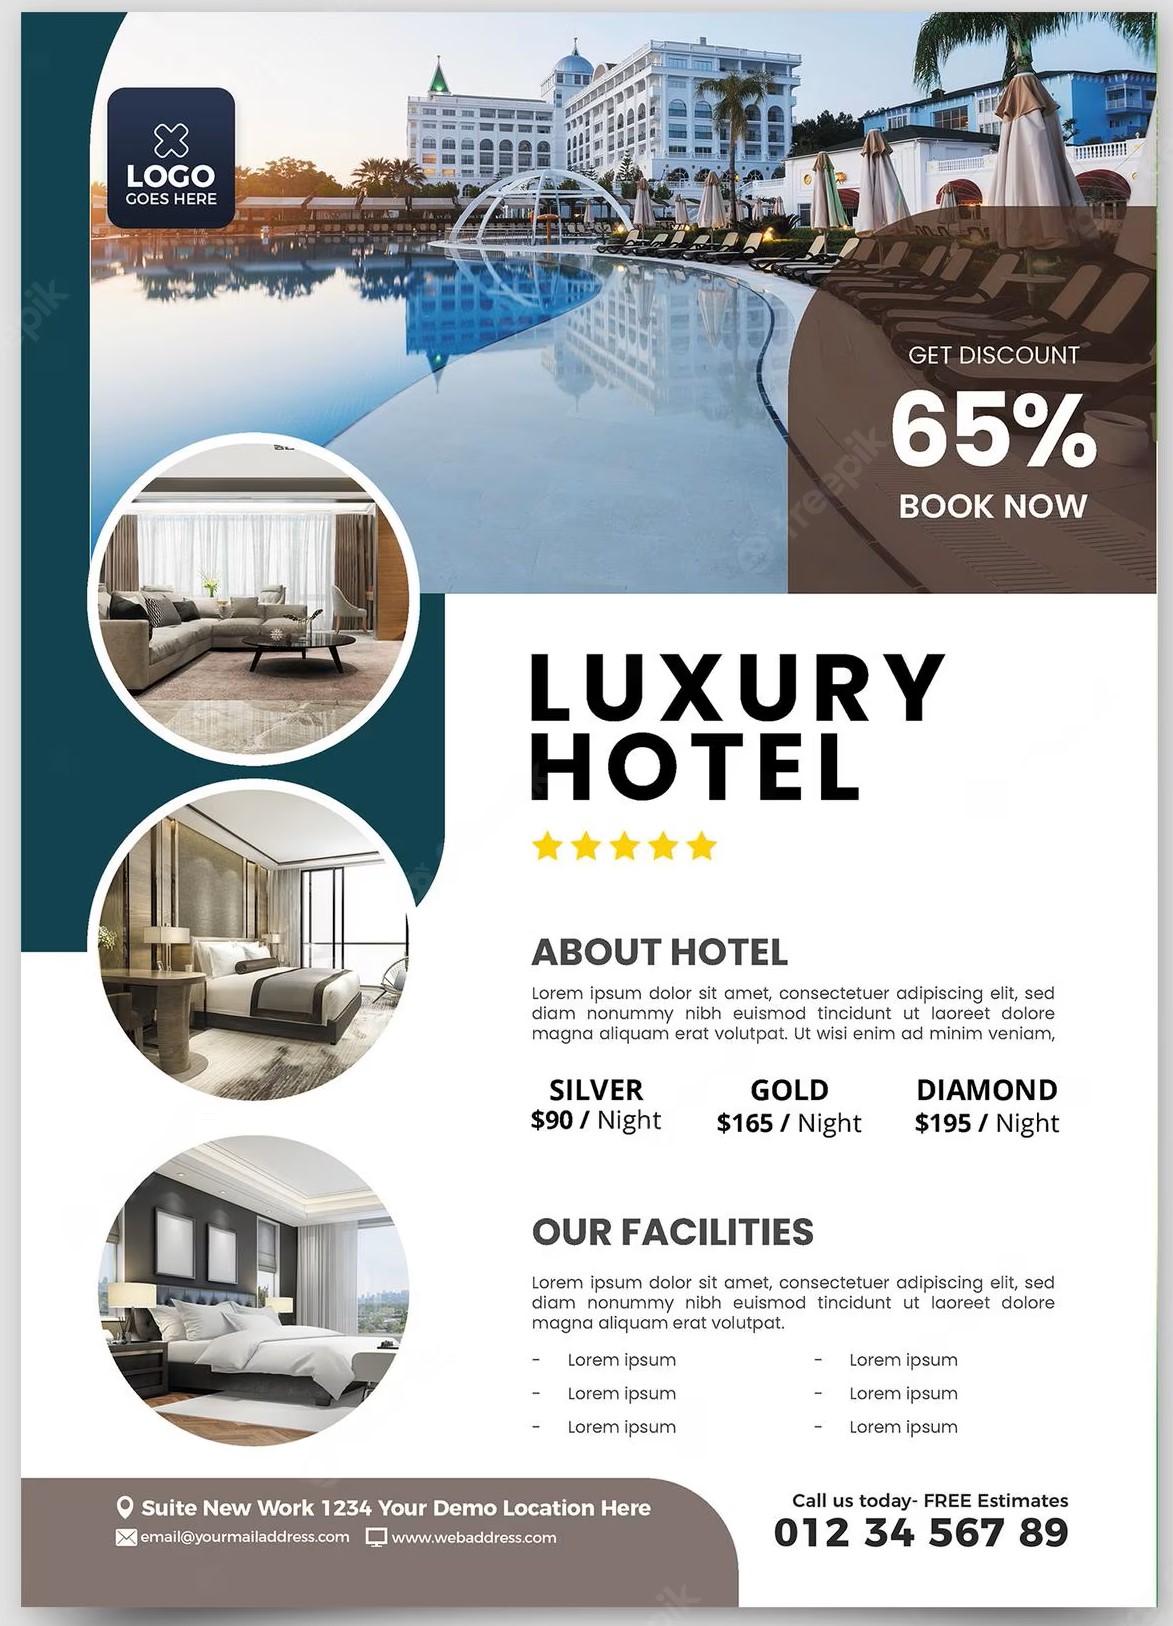 LOGO
GOES HERE
GET DISCOUNT
65%
BOOK NOW
LUXURY
HOTEL
ABOUT HOTEL
Lorem ipsum dolor sit amet, consectetuer adipiscing elit, sed
diam nonummy nibh euismod tincidunt ut laoreet dolore
magna aliquam erat volutpat. Ut wisi enim ad minim veniam,
SILVER
$90 / Night
GOLD
$165 / Night
DIAMOND
$195 / Night
OUR FACILITIES
Lorem ipsum dolor sit amet, consectetuer adipiscing elit, sed
diam nonummy nibh euismod tincidunt ut laoreet dolore
magna aliquam erat volutpat.
- Lorem ipsum
- Lorem ipsum
- Lorem ipsum
- Lorem ipsum
- Lorem ipsum
- Lorem ipsum
Suite New Work 1234 Your Demo Location Here
email@yourmailaddress.com www.webaddress.com
Call us today- FREE Estimates
012 34 567 89
freepik